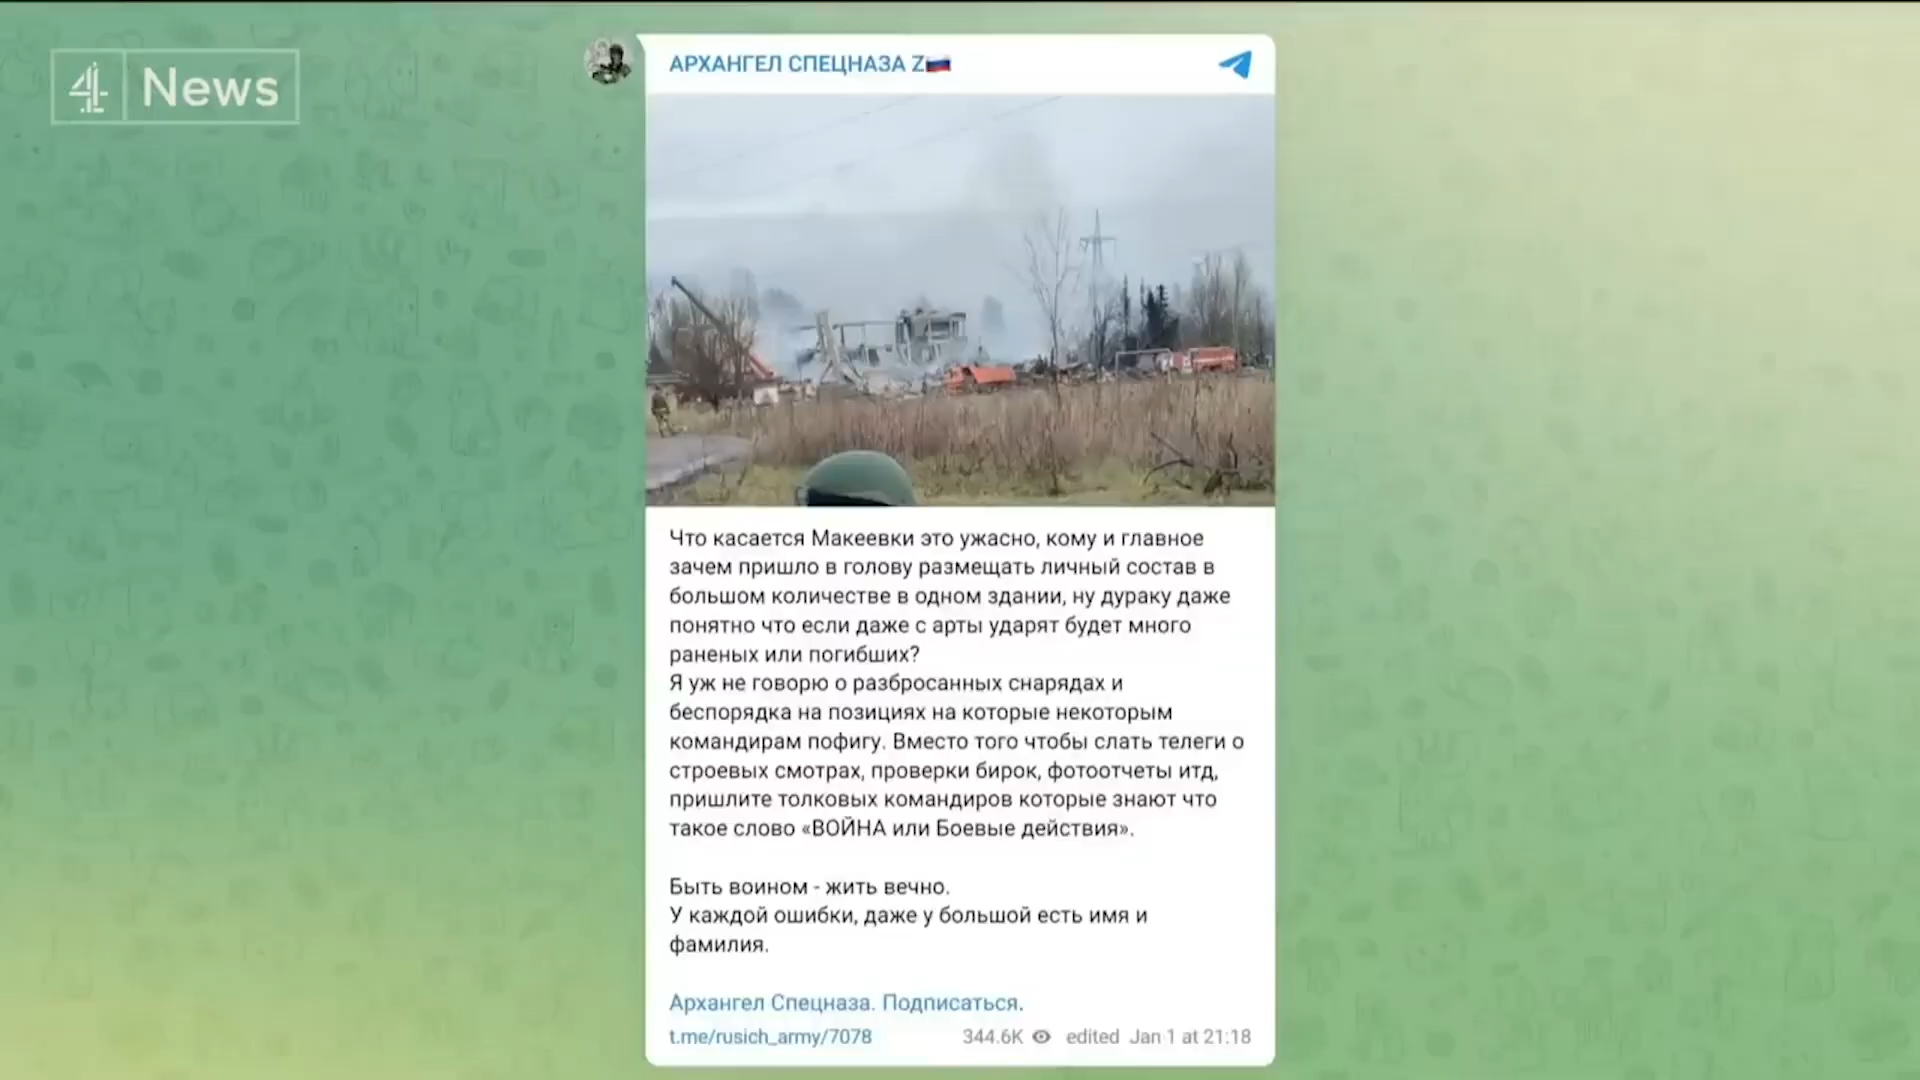 4 News
АРХАНГЕЛ СПЕЦНАЗА Z🇷🇺
Что касается Макеевки это ужасно, кому и главное
зачем пришло в голову размещать личный состав в
большом количестве в одном здании, ну дураку даже
понятно что если даже с арты ударят будет много
раненых или погибших?
Я уж не говорю о разбросанных снарядах и
беспорядка на позициях на которые некоторым
командирам пофигу. Вместо того чтобы слать телеги о
строевых смотрах, проверки бирок, фотоотчеты итд,
пришлите толковых командиров которые знают что
такое слово «ВОЙНА или Боевые действия».
Быть воином - жить вечно.
У каждой ошибки, даже у большой есть имя и
фамилия.
Архангел Спецназа. Подписаться.
t.me/rusich_army/7078 344.6K edited Jan 1 at 21:18